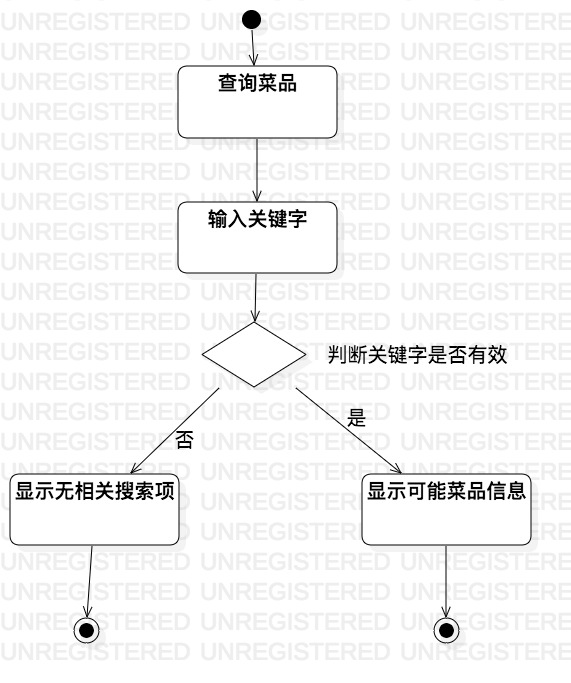 查询菜品
输入关键字
判断关键字是否有效
否
是
显示无相关搜索项
显示可能菜品信息
UNREGISTERED